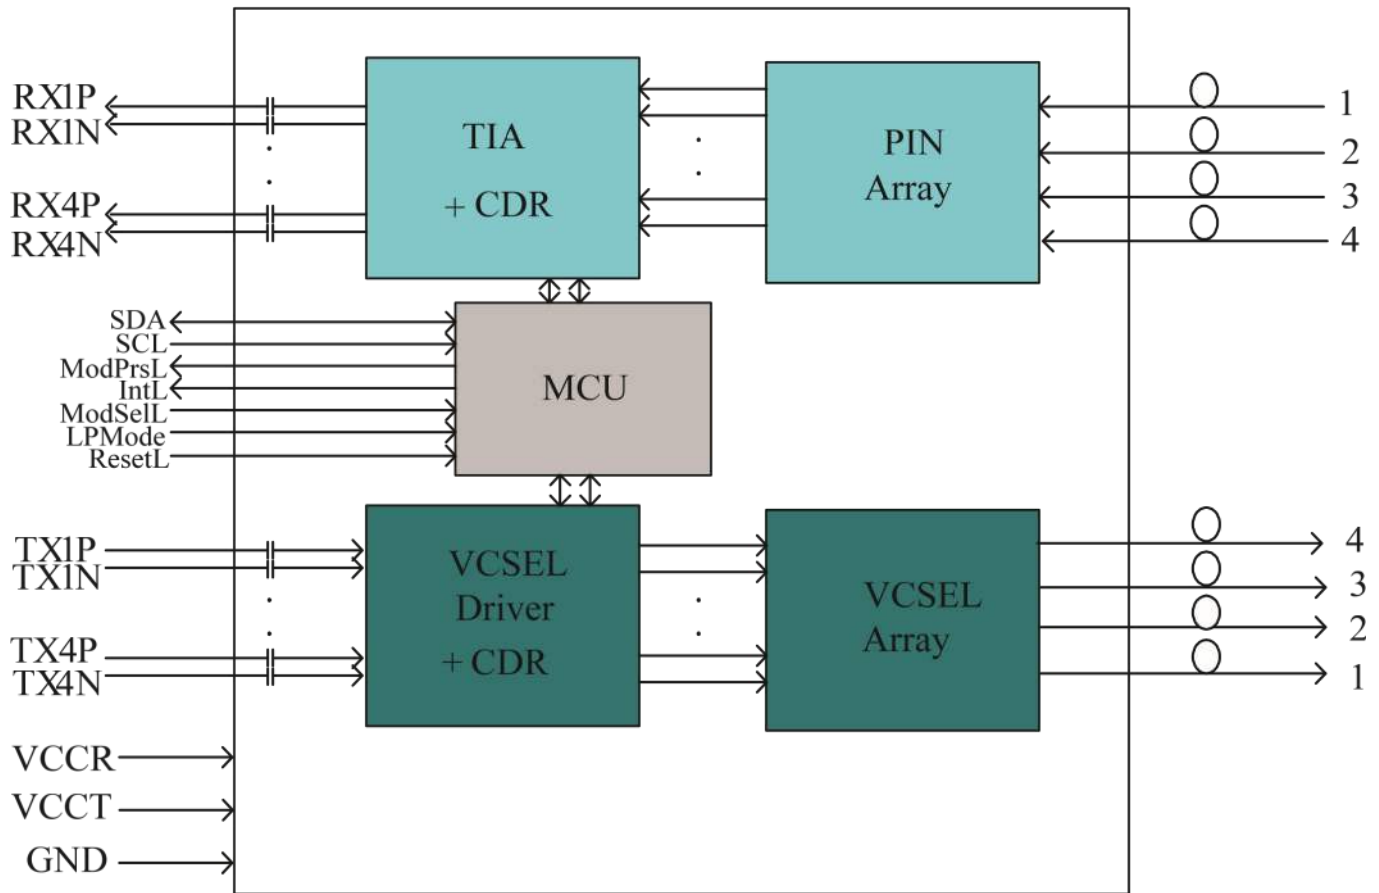 RX1P
RX1N
RX4P
RX4N
TIA
+ CDR
PIN
Array
1
2
3
4
SDA
SCL
ModPrsL
IntL
ModSelL
LPMode
ResetL
MCU
TX1P
TX1N
TX4P
TX4N
VCSEL
Driver
+ CDR
VCSEL
Array
4
3
2
1
VCCR
VCCT
GND